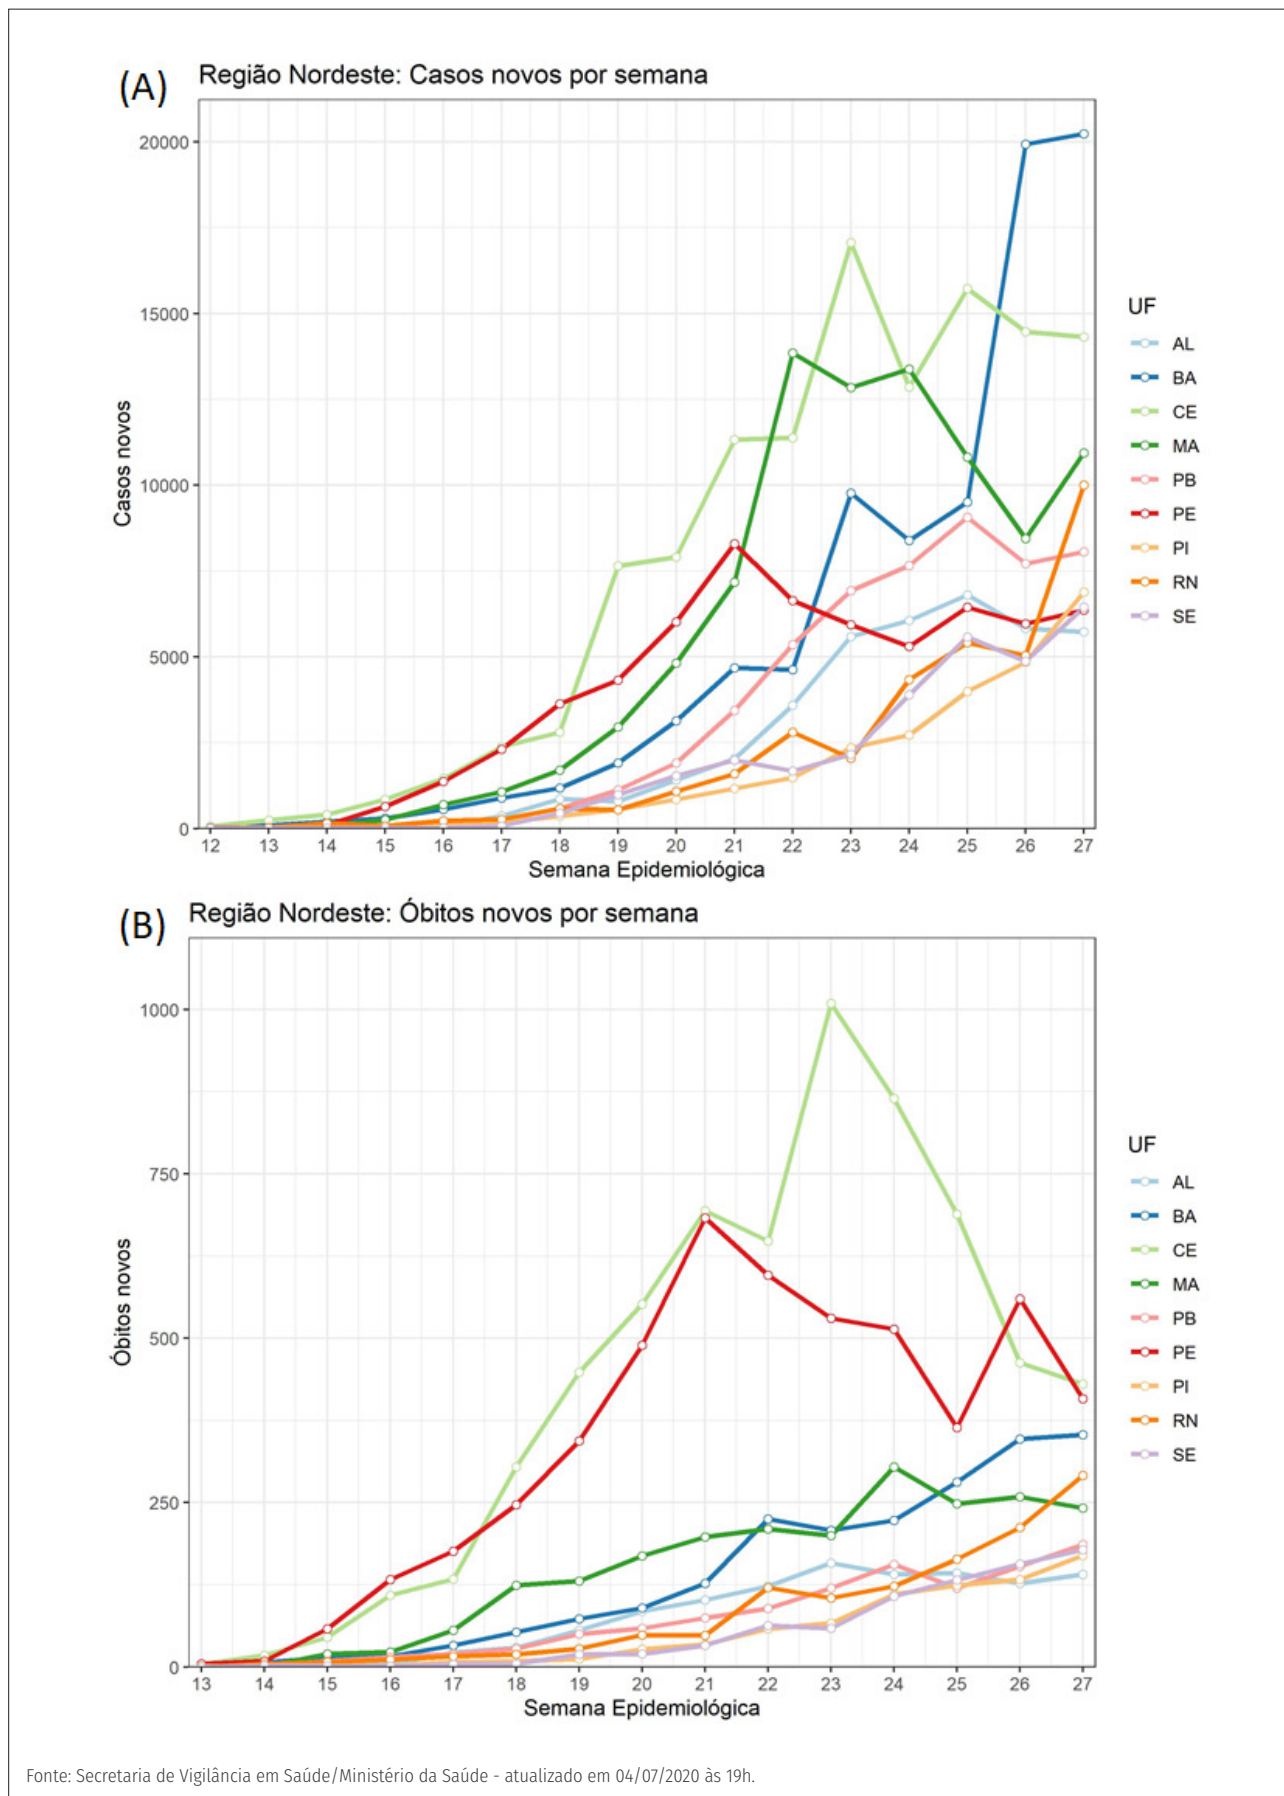 (A) Região Nordeste: Casos novos por semana
20000
15000
10000
5000
0
Casos novos
12 13 14 15 16 17 18 19 20 21 22 23 24 25 26 27
Semana Epidemiológica
UF
AL
BA
CE
MA
PB
PE
PI
RN
SE
(B) Região Nordeste: Óbitos novos por semana
1000
750
500
250
0
Óbitos novos
13 14 15 16 17 18 19 20 21 22 23 24 25 26 27
Semana Epidemiológica
UF
AL
BA
CE
MA
PB
PE
PI
RN
SE
Fonte: Secretaria de Vigilância em Saúde/Ministério da Saúde - atualizado em 04/07/2020 às 19h.